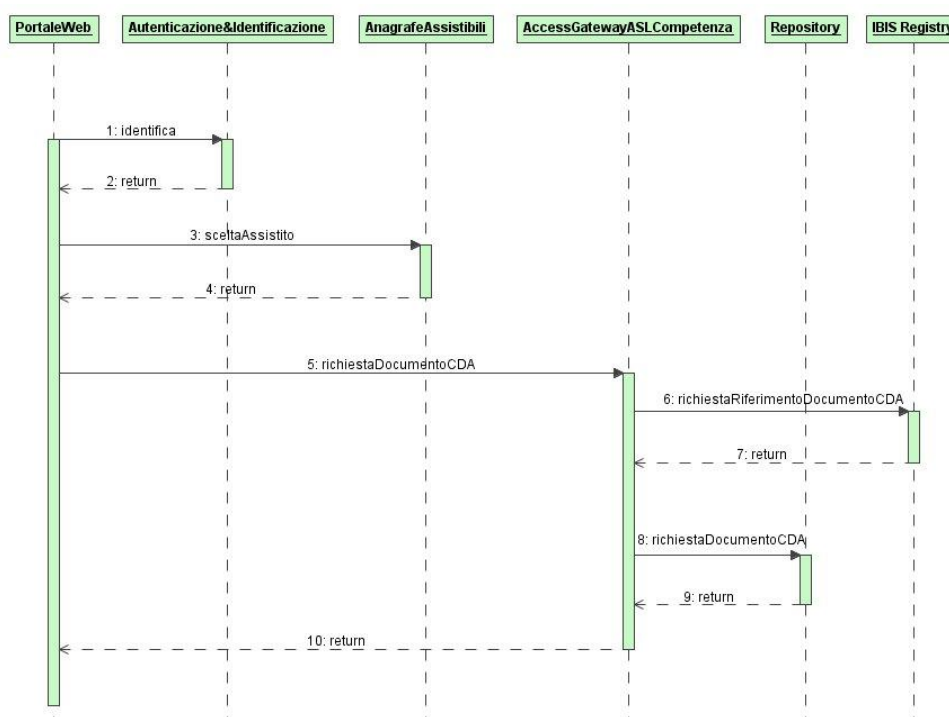 PortaleWeb
Autenticazione&Identificazione
AnagrafeAssistibili
AccessGatewayASLCompetenza
Repository
IBIS Registry
1: identifica
2: return
3: sceltaAssistito
4: return
5: richiestaDocumentoCDA
6: richiestaRiferimentoDocumentoCDA
7: return
8: richiestaDocumentoCDA
9: return
10: return